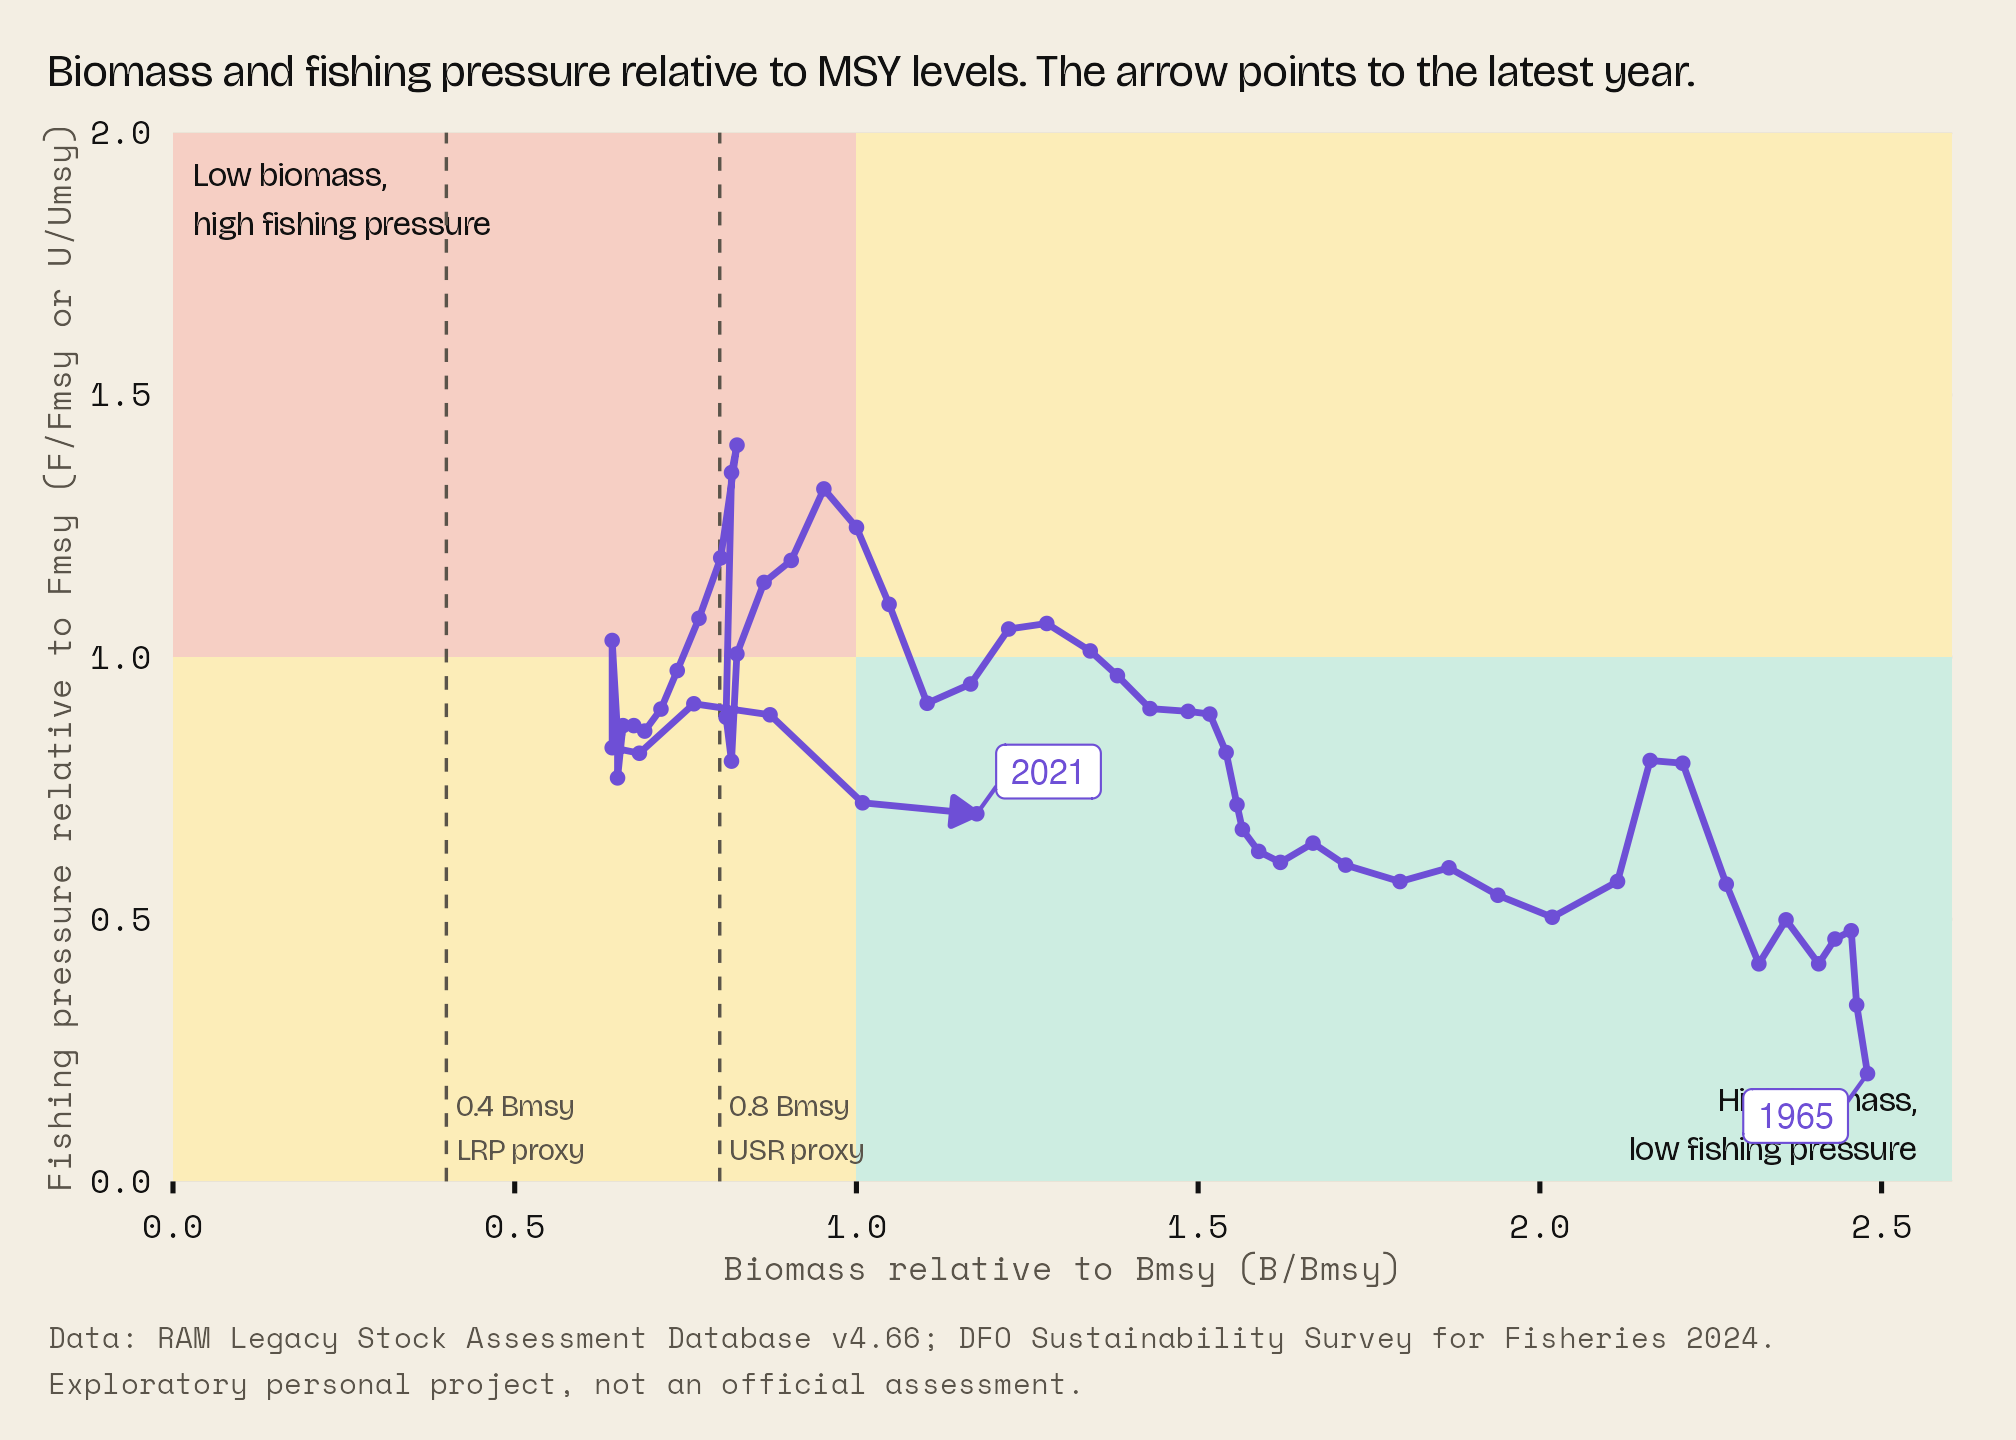 Biomass and fishing pressure relative to MSY levels. The arrow points to the latest year.
Fishing pressure relative to Fmsy (F/Fmsy or U/Umsy)
2.0
1.5
1.0
0.5
0.0
Low biomass,
high fishing pressure
2021
1965
low fishing pressure
0.4 Bmsy
LRP proxy
0.8 Bmsy
USR proxy
0.0 0.5 1.0 1.5 2.0 2.5
Biomass relative to Bmsy (B/Bmsy)
Data: RAM Legacy Stock Assessment Database v4.66; DFO Sustainability Survey for Fisheries 2024.
Exploratory personal project, not an official assessment.